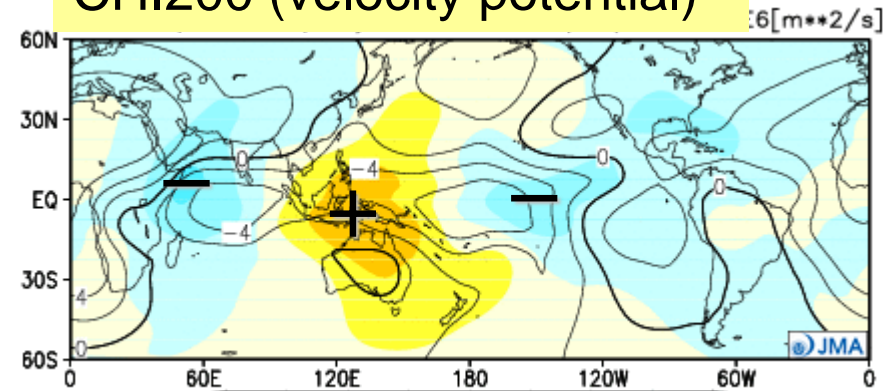 CHI200 (velocity potential)
E6[m**2/s]
60N
30N
0
0
-4
EQ
0
-4
30S
4
JMA
0
60S
0 60E 120E 180 120W 60W 0